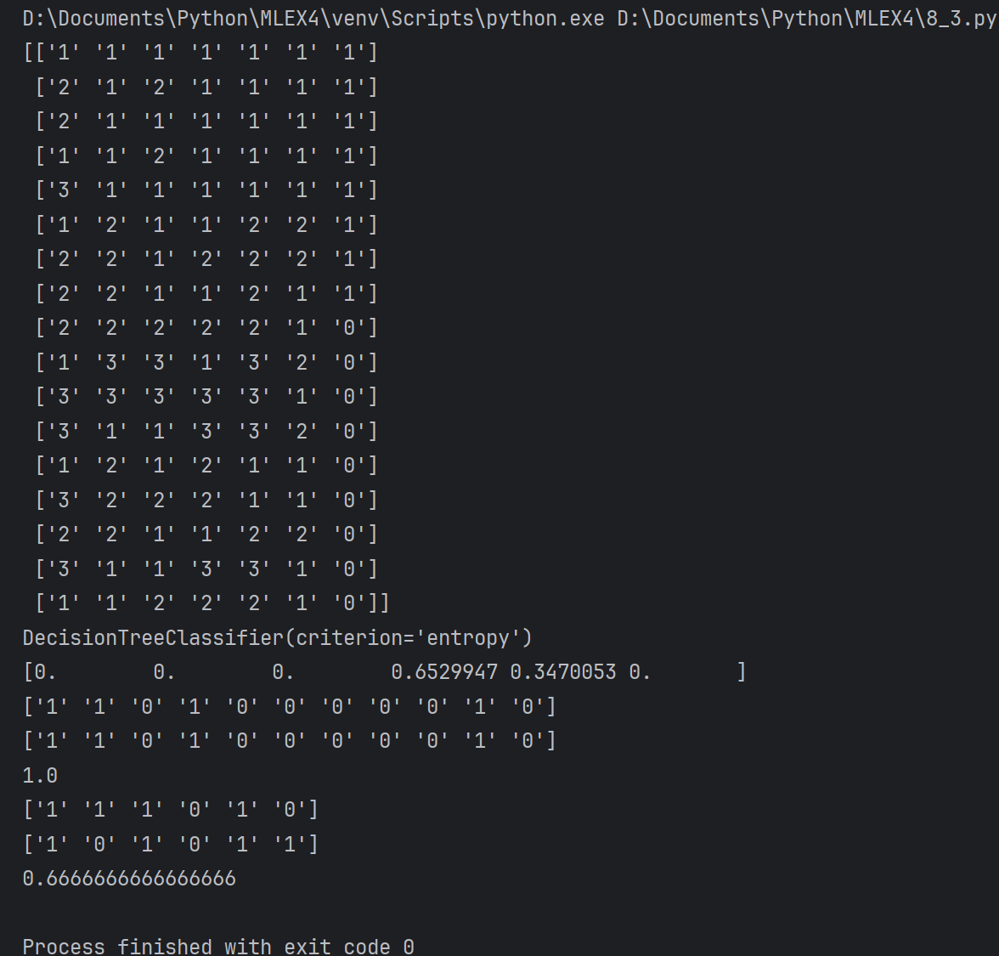 D:\Documents\Python\MLEX4\venv\Scripts\python.exe D:\Documents\Python\MLEX4\8_3.py
[['1' '1' '1' '1' '1' '1' '1']
 ['2' '1' '2' '1' '1' '1' '1']
 ['2' '1' '1' '1' '1' '1' '1']
 ['1' '1' '2' '1' '1' '1' '1']
 ['3' '1' '1' '1' '1' '1' '1']
 ['1' '2' '1' '1' '2' '2' '1']
 ['2' '2' '1' '2' '2' '2' '1']
 ['2' '2' '1' '1' '2' '1' '1']
 ['2' '2' '2' '2' '2' '1' '0']
 ['1' '3' '3' '1' '3' '2' '0']
 ['3' '3' '3' '3' '3' '1' '0']
 ['3' '1' '1' '3' '3' '2' '0']
 ['1' '2' '1' '2' '1' '1' '0']
 ['3' '2' '2' '2' '1' '1' '0']
 ['2' '2' '1' '1' '2' '2' '0']
 ['3' '1' '1' '3' '3' '1' '0']
 ['1' '1' '2' '2' '2' '1' '0']]
DecisionTreeClassifier(criterion='entropy')
[0.        0.        0.        0.6529947 0.3470053 0.       ]
['1' '1' '0' '1' '0' '0' '0' '0' '0' '1' '0']
['1' '1' '0' '1' '0' '0' '0' '0' '0' '1' '0']
1.0
['1' '1' '1' '0' '1' '0']
['1' '0' '1' '0' '1' '1']
0.6666666666666666
Process finished with exit code 0